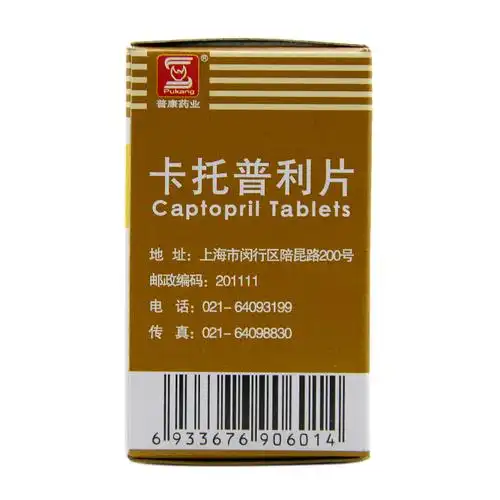 Pukang
®
普康药业
卡托普利片
Captopril Tablets
地 址：上海市闵行区陪昆路200号
邮政编码：201111
电 话：021-64093199
传 真：021-64098830
6 933676 906014